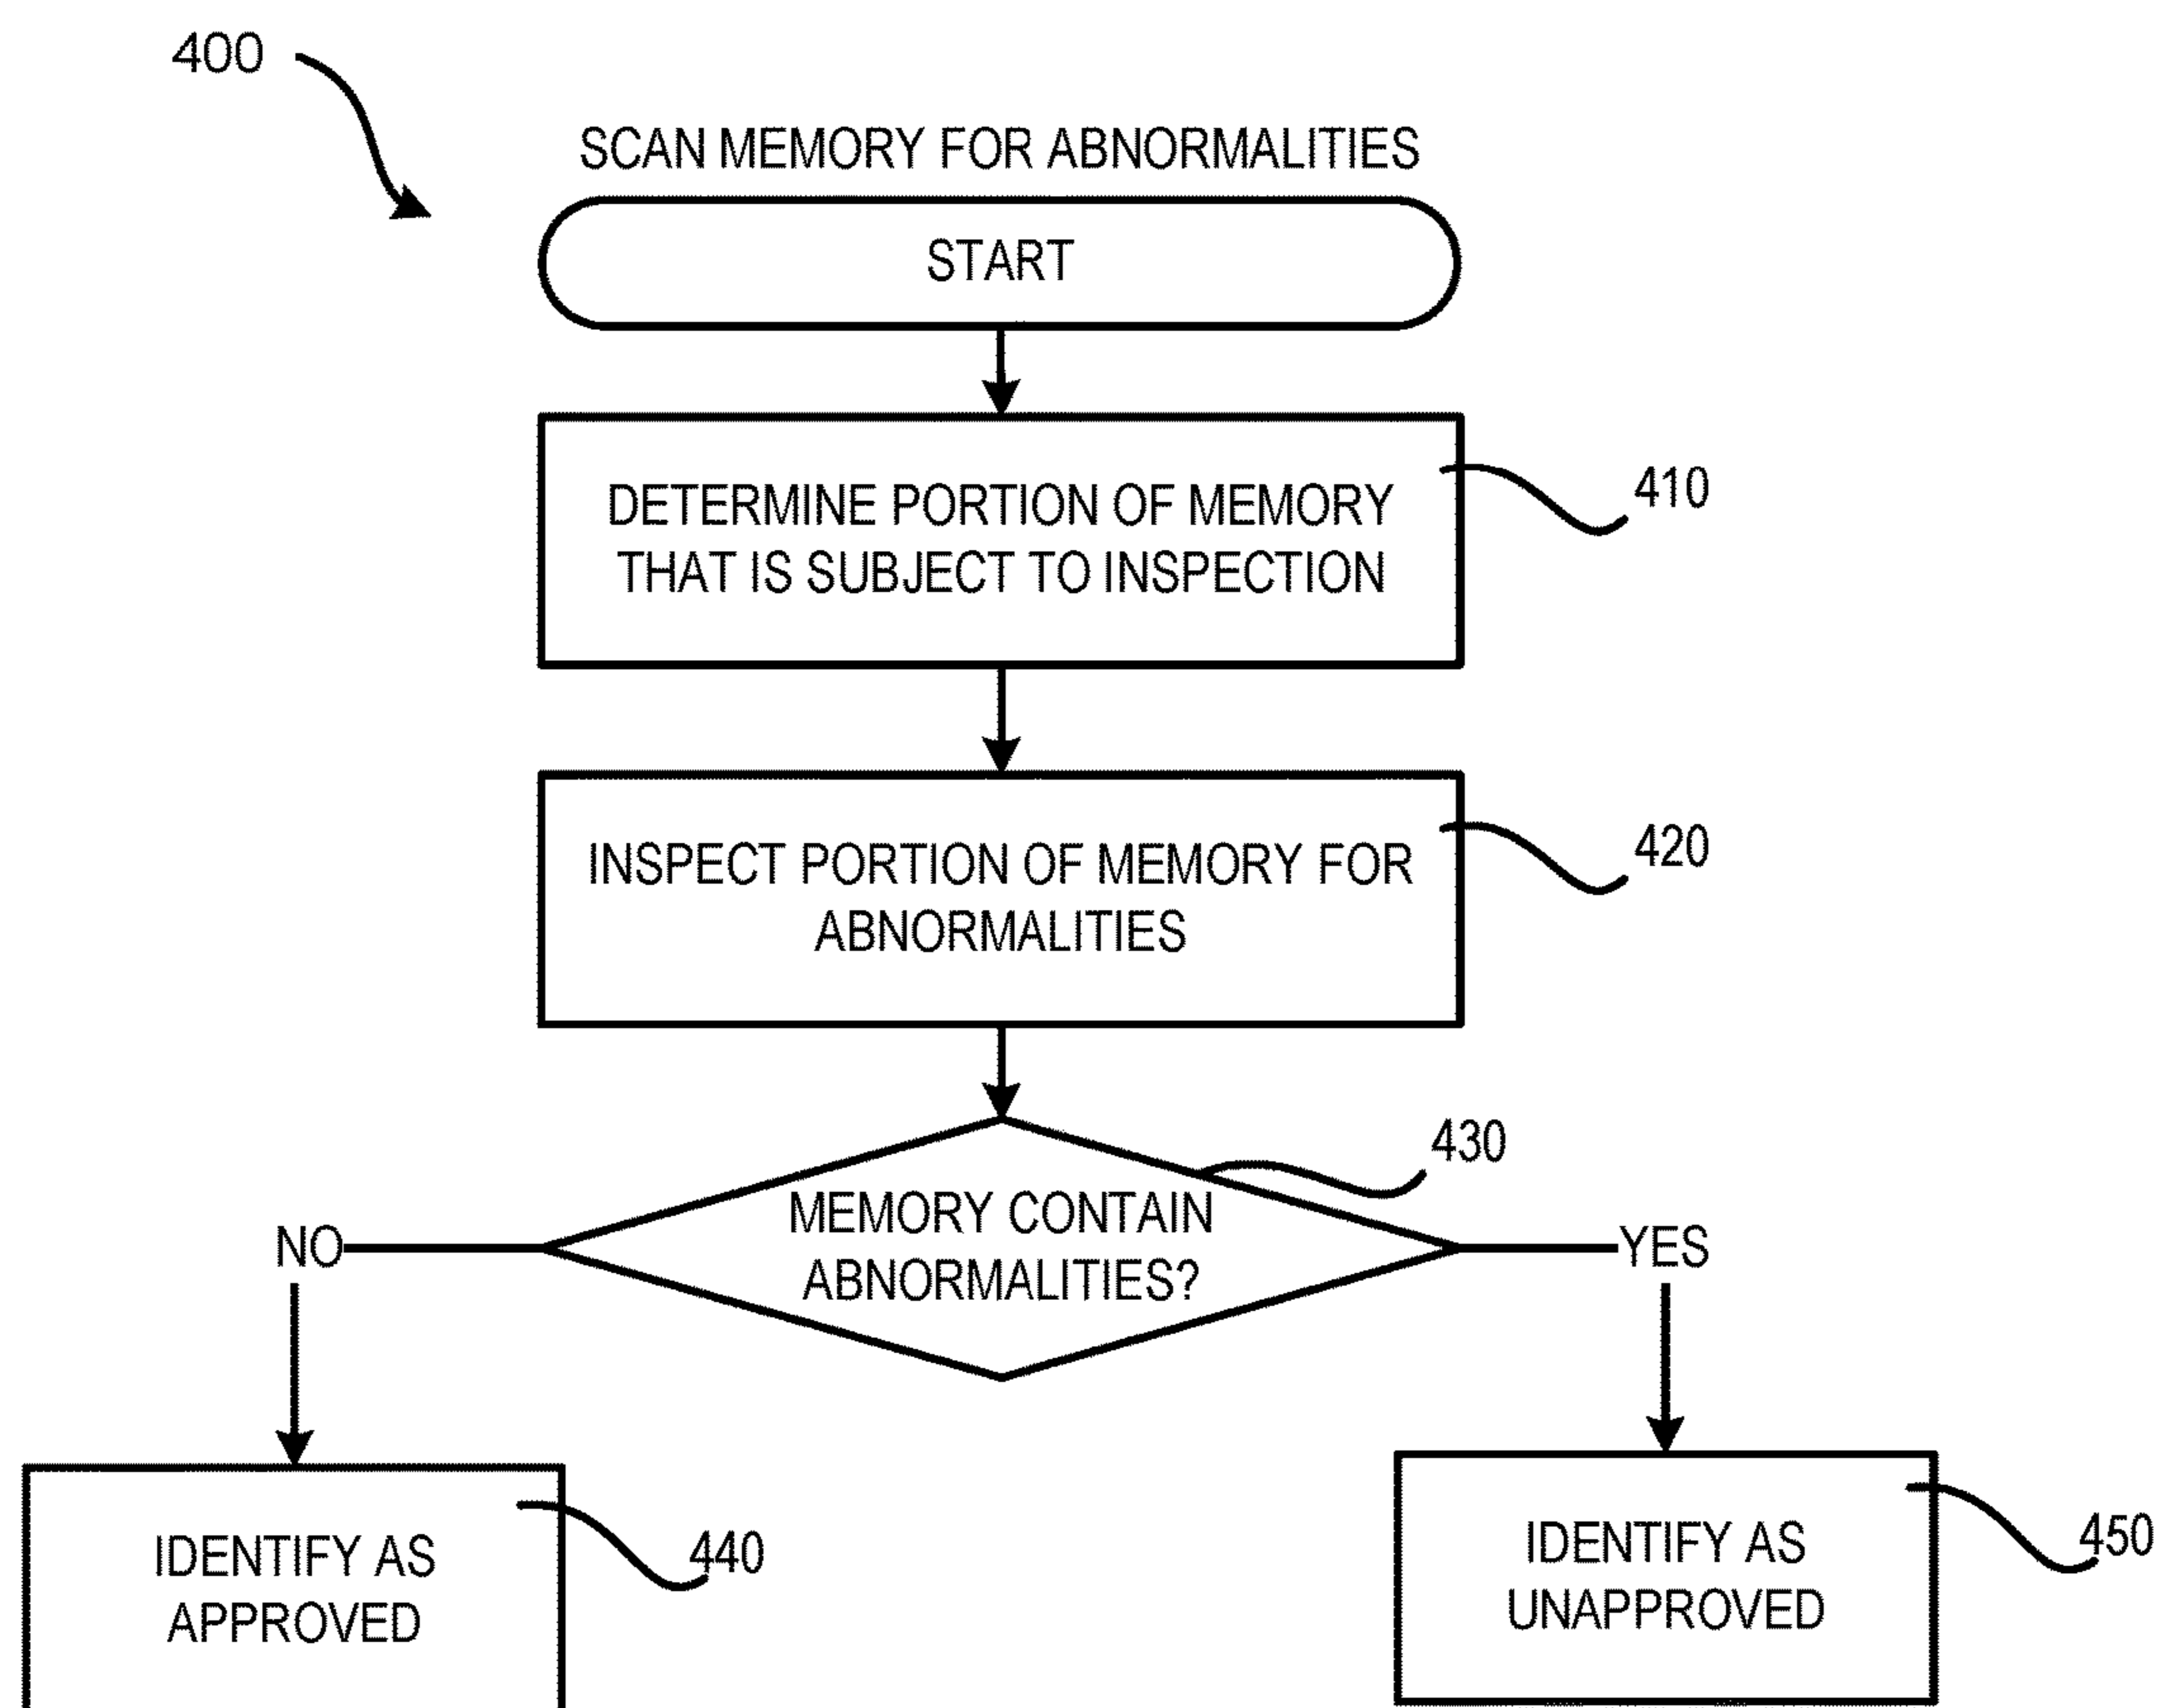 400
SCAN MEMORY FOR ABNORMALITIES
START
DETERMINE PORTION OF MEMORY
THAT IS SUBJECT TO INSPECTION
410
INSPECT PORTION OF MEMORY FOR
ABNORMALITIES
420
430
MEMORY CONTAIN
ABNORMALITIES?
NO
YES
IDENTIFY AS
APPROVED
440
IDENTIFY AS
UNAPPROVED
450